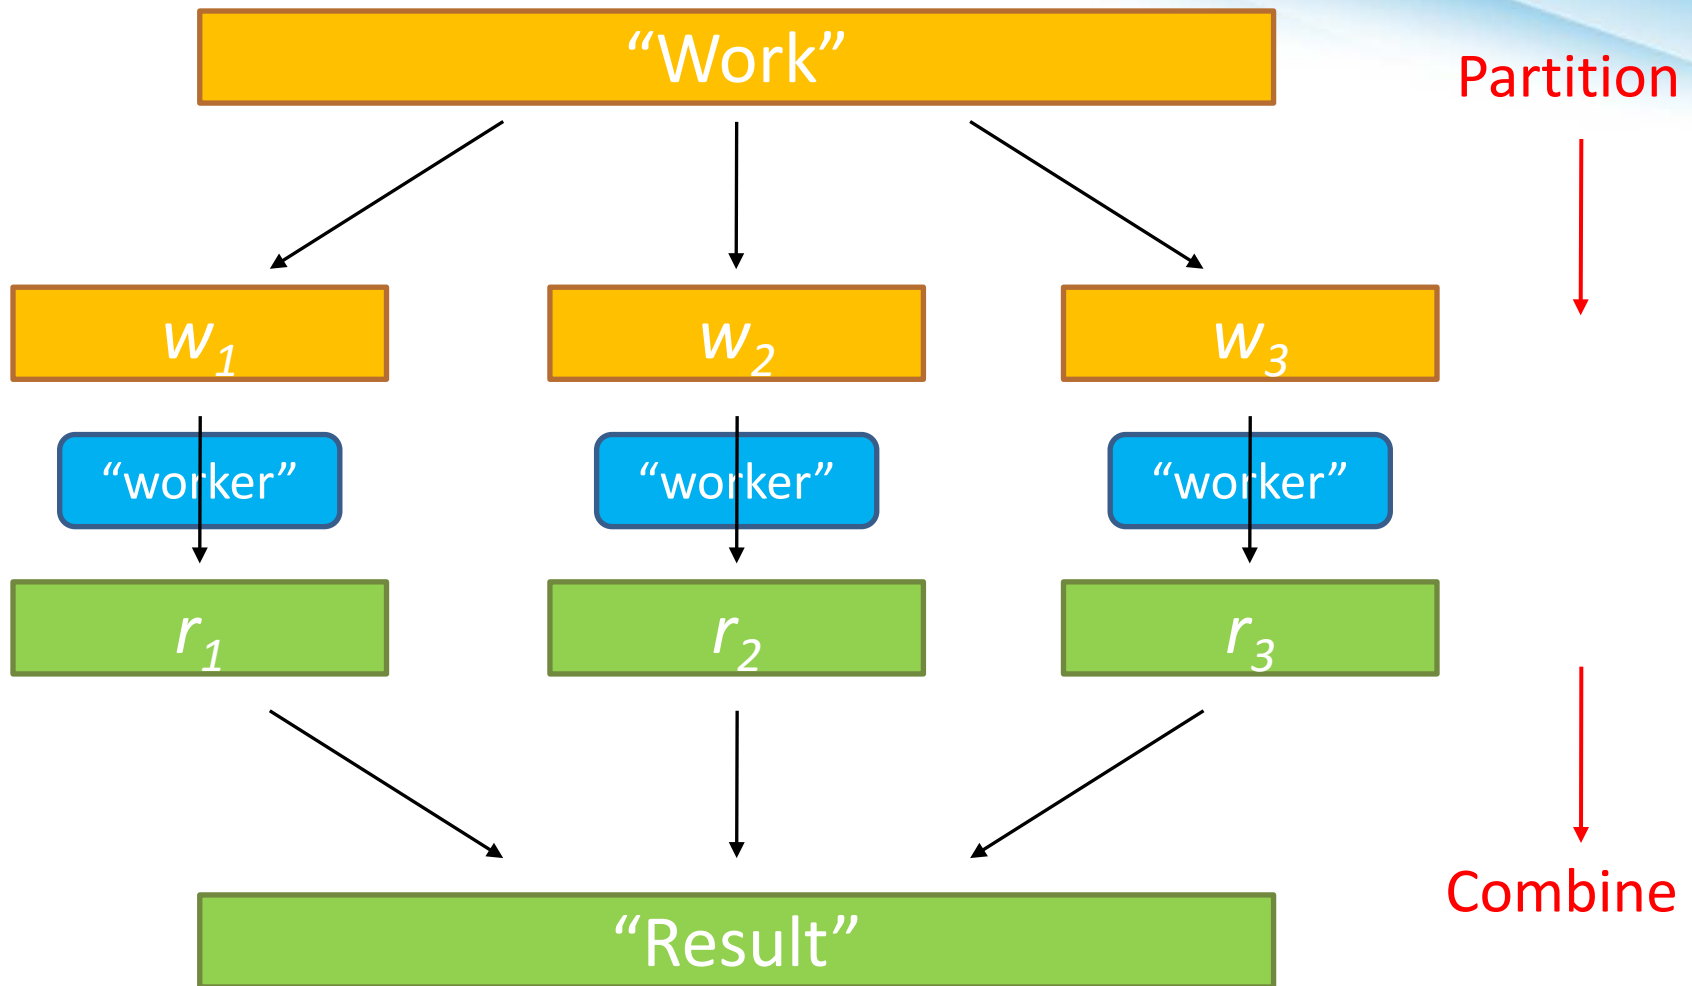 “Work”
Partition
w1 w2 w3
“worker” “worker” “worker”
r1 r2 r3
Combine
“Result”